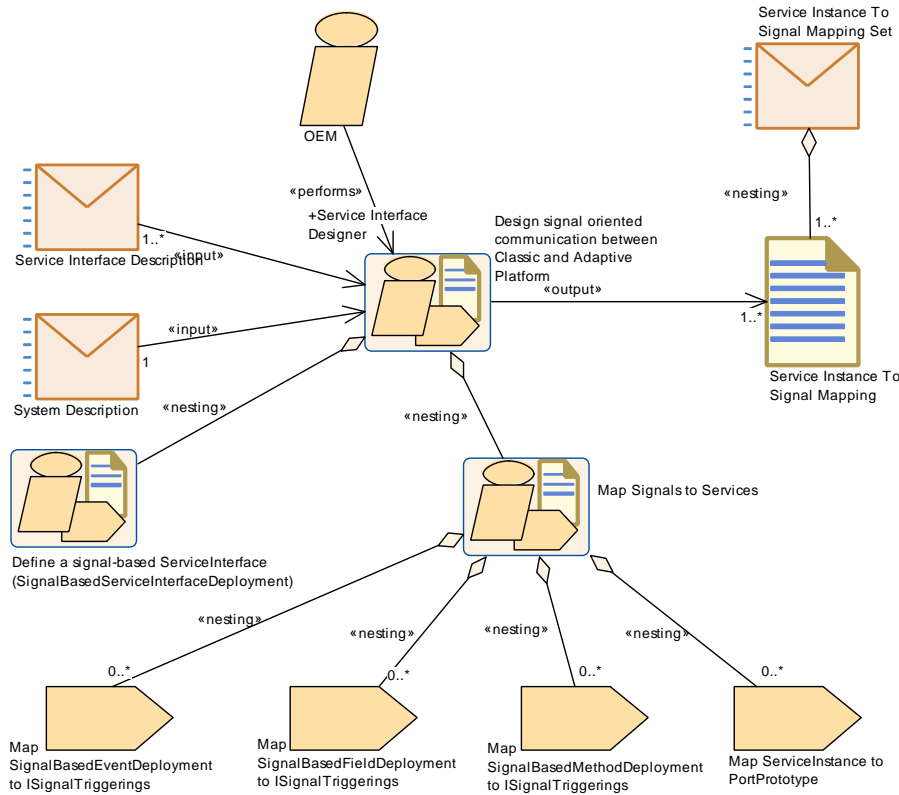 Service Instance To
Signal Mapping Set
OEM
«performs»
+Service Interface
Designer
«nesting»
1..*
Service Interface Description
1..*
«input»
Design signal oriented
communication between
Classic and Adaptive
Platform
«output»
1..*
«input»
1
System Description
Service Instance To
Signal Mapping
«nesting»
«nesting»
Map Signals to Services
Define a signal-based ServiceInterface
(SignalBasedServiceInterfaceDeployment)
«nesting»
«nesting»
«nesting»
«nesting»
0..*
0..*
0..*
0..*
Map
SignalBasedEventDeployment
to ISignalTriggerings
Map
SignalBasedFieldDeployment
to ISignalTriggerings
Map
SignalBasedMethodDeployment
to ISignalTriggerings
Map ServiceInstance to
PortPrototype